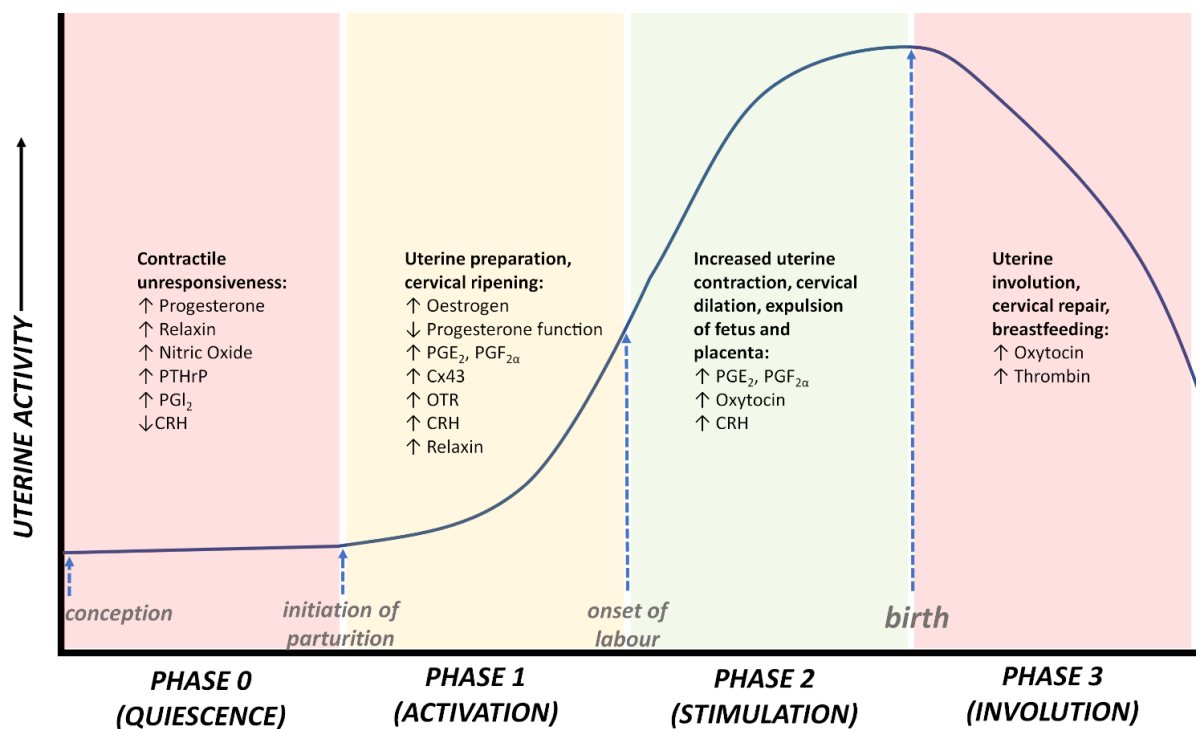 UTERINE ACTIVITY
Contractile
unresponsiveness:
↑ Progesterone
↑ Relaxin
↑ Nitric Oxide
↑ PTHrP
↑ PGI₂
↓CRH
Uterine preparation,
cervical ripening:
↑ Oestrogen
↓ Progesterone function
↑ PGE₂, PGF₂α
↑ Cx43
↑ OTR
↑ CRH
↑ Relaxin
Increased uterine
contraction, cervical
dilation, expulsion
of fetus and
placenta:
↑ PGE₂, PGF₂α
↑ Oxytocin
↑ CRH
Uterine
involution,
cervical repair,
breastfeeding:
↑ Oxytocin
↑ Thrombin
conception
initiation of
parturition
onset of
labour
birth
PHASE 0
(QUIESCENCE)
PHASE 1
(ACTIVATION)
PHASE 2
(STIMULATION)
PHASE 3
(INVOLUTION)